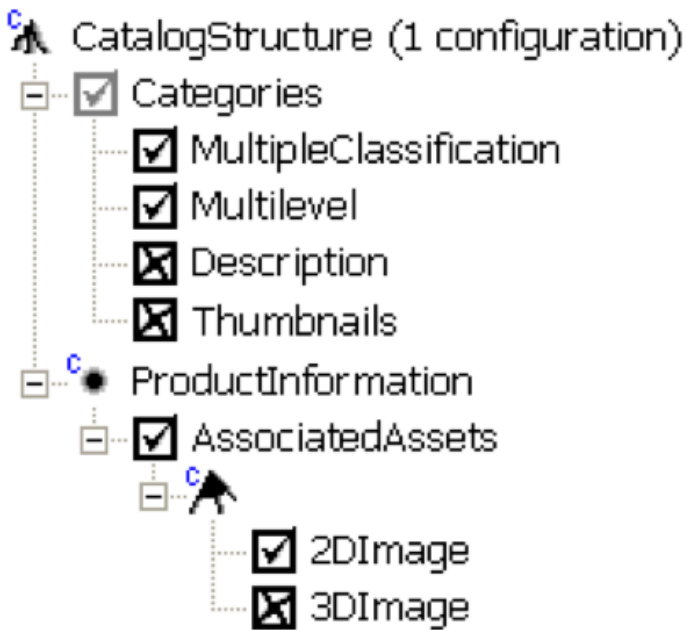 CatalogStructure (1 configuration)
Categories
MultipleClassification
Multilevel
Description
Thumbnails
C ProductInformation
AssociatedAssets
C
2DImage
3DImage